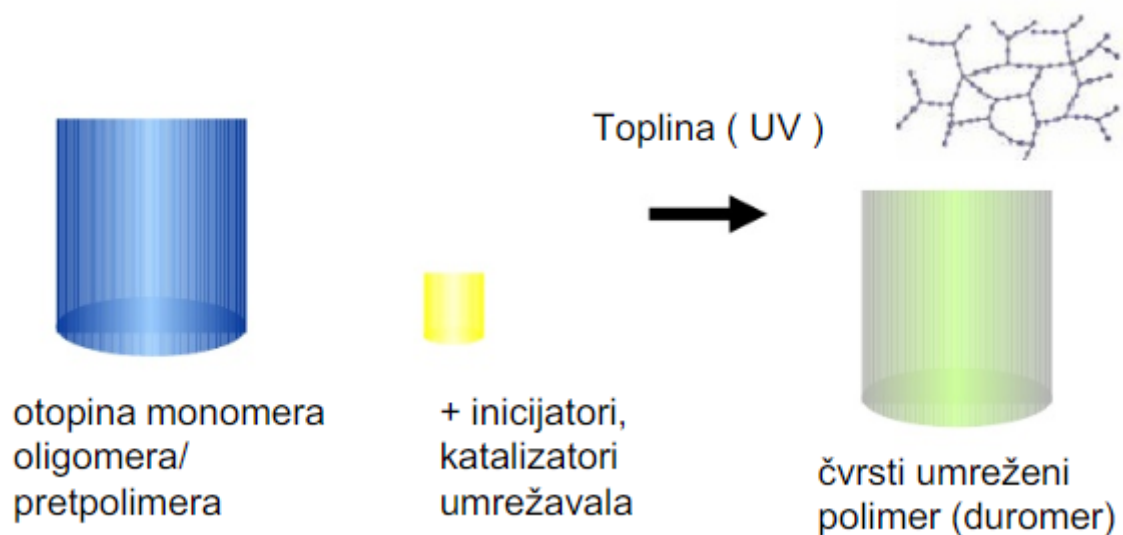 Toplina ( UV )
otopina monomera
oligomera/
pretpolimera
+ inicijatori,
katalizatori
umrežavala
čvrsti umreženi
polimer (duromer)